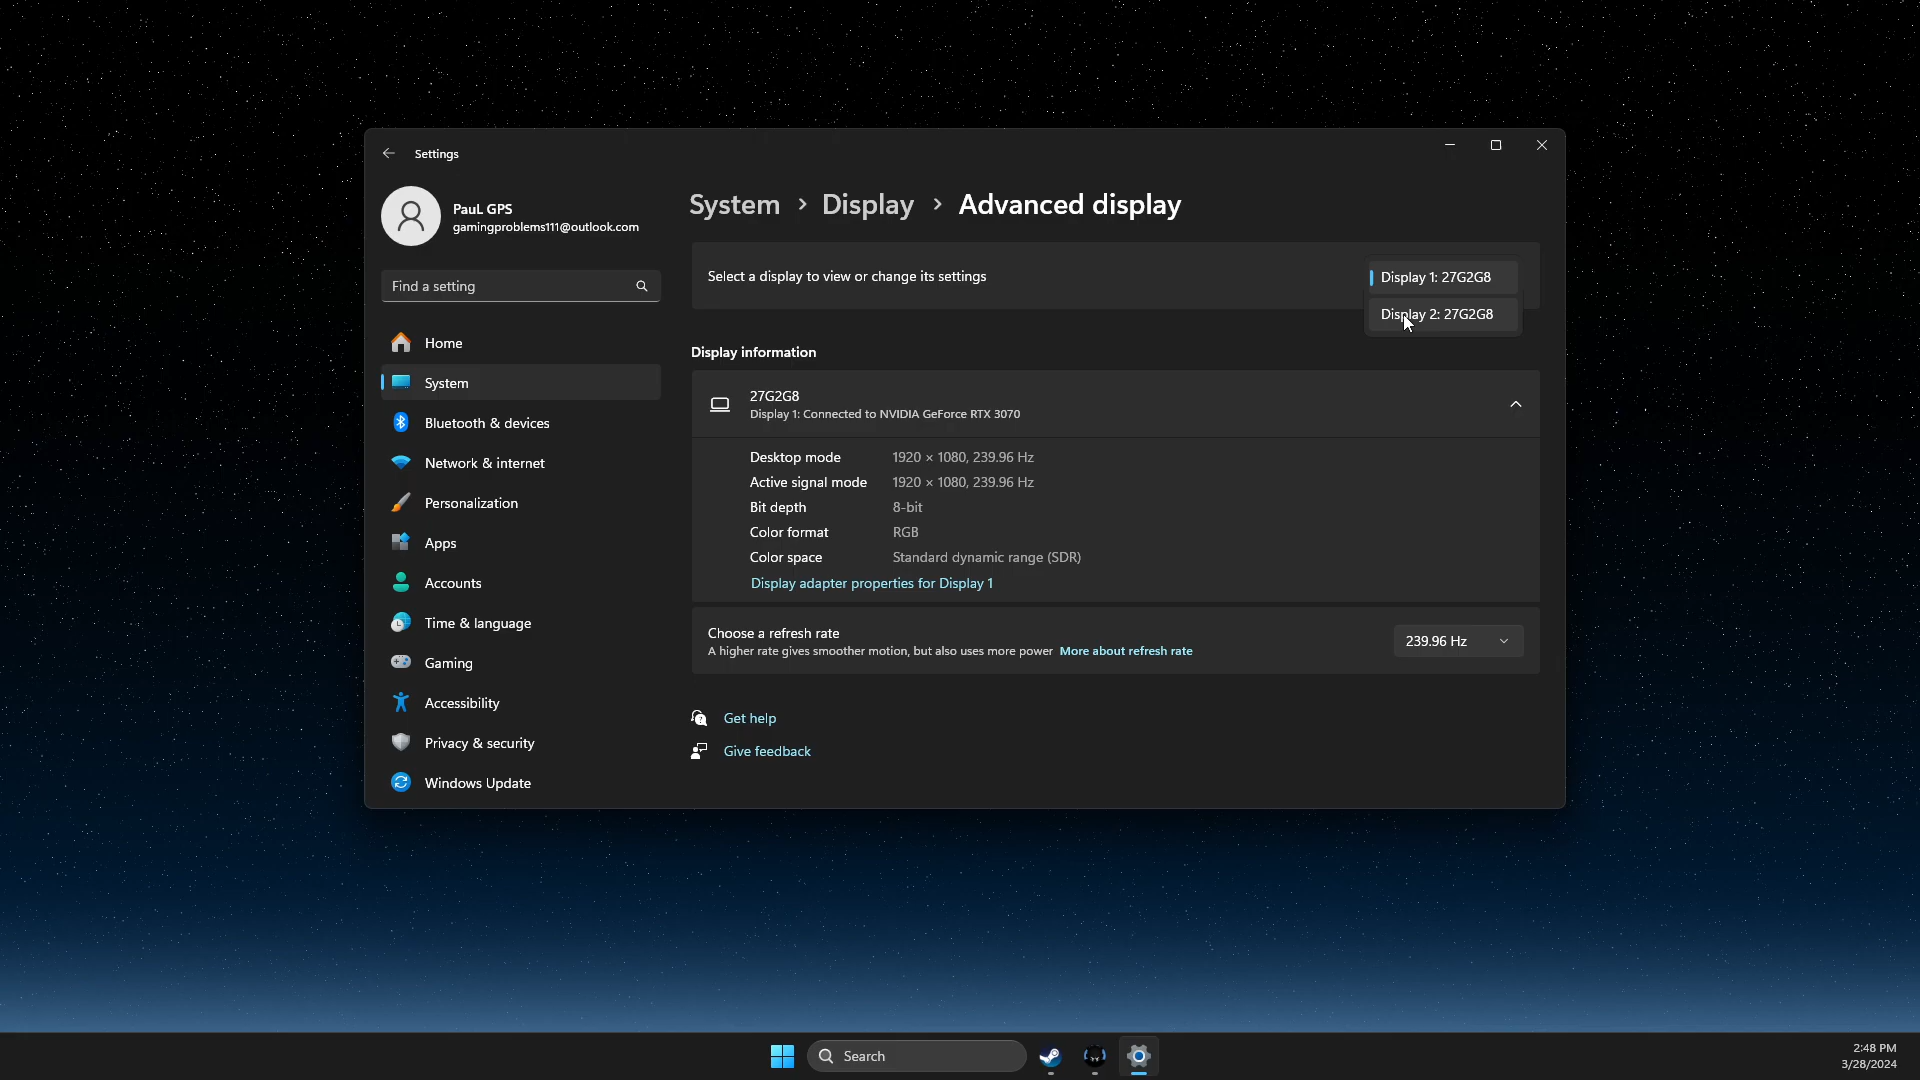 Settings
PauL GPS
gamingproblems111@outlook.com
Find a setting
Home
System
Bluetooth & devices
Network & internet
Personalization
Apps
Accounts
Time & language
Gaming
Accessibility
Privacy & security
Windows Update
System > Display > Advanced display
Select a display to view or change its settings
Display 1: 27G2G8
Display 2: 27G2G8
Display information
27G2G8
Display 1: Connected to NVIDIA GeForce RTX 3070
Desktop mode 1920 × 1080, 239.96 Hz
Active signal mode 1920 × 1080, 239.96 Hz
Bit depth 8-bit
Color format RGB
Color space Standard dynamic range (SDR)
Display adapter properties for Display 1
Choose a refresh rate
A higher rate gives smoother motion, but also uses more power More about refresh rate
239.96 Hz
Get help
Give feedback
Search
2:48 PM
3/28/2024